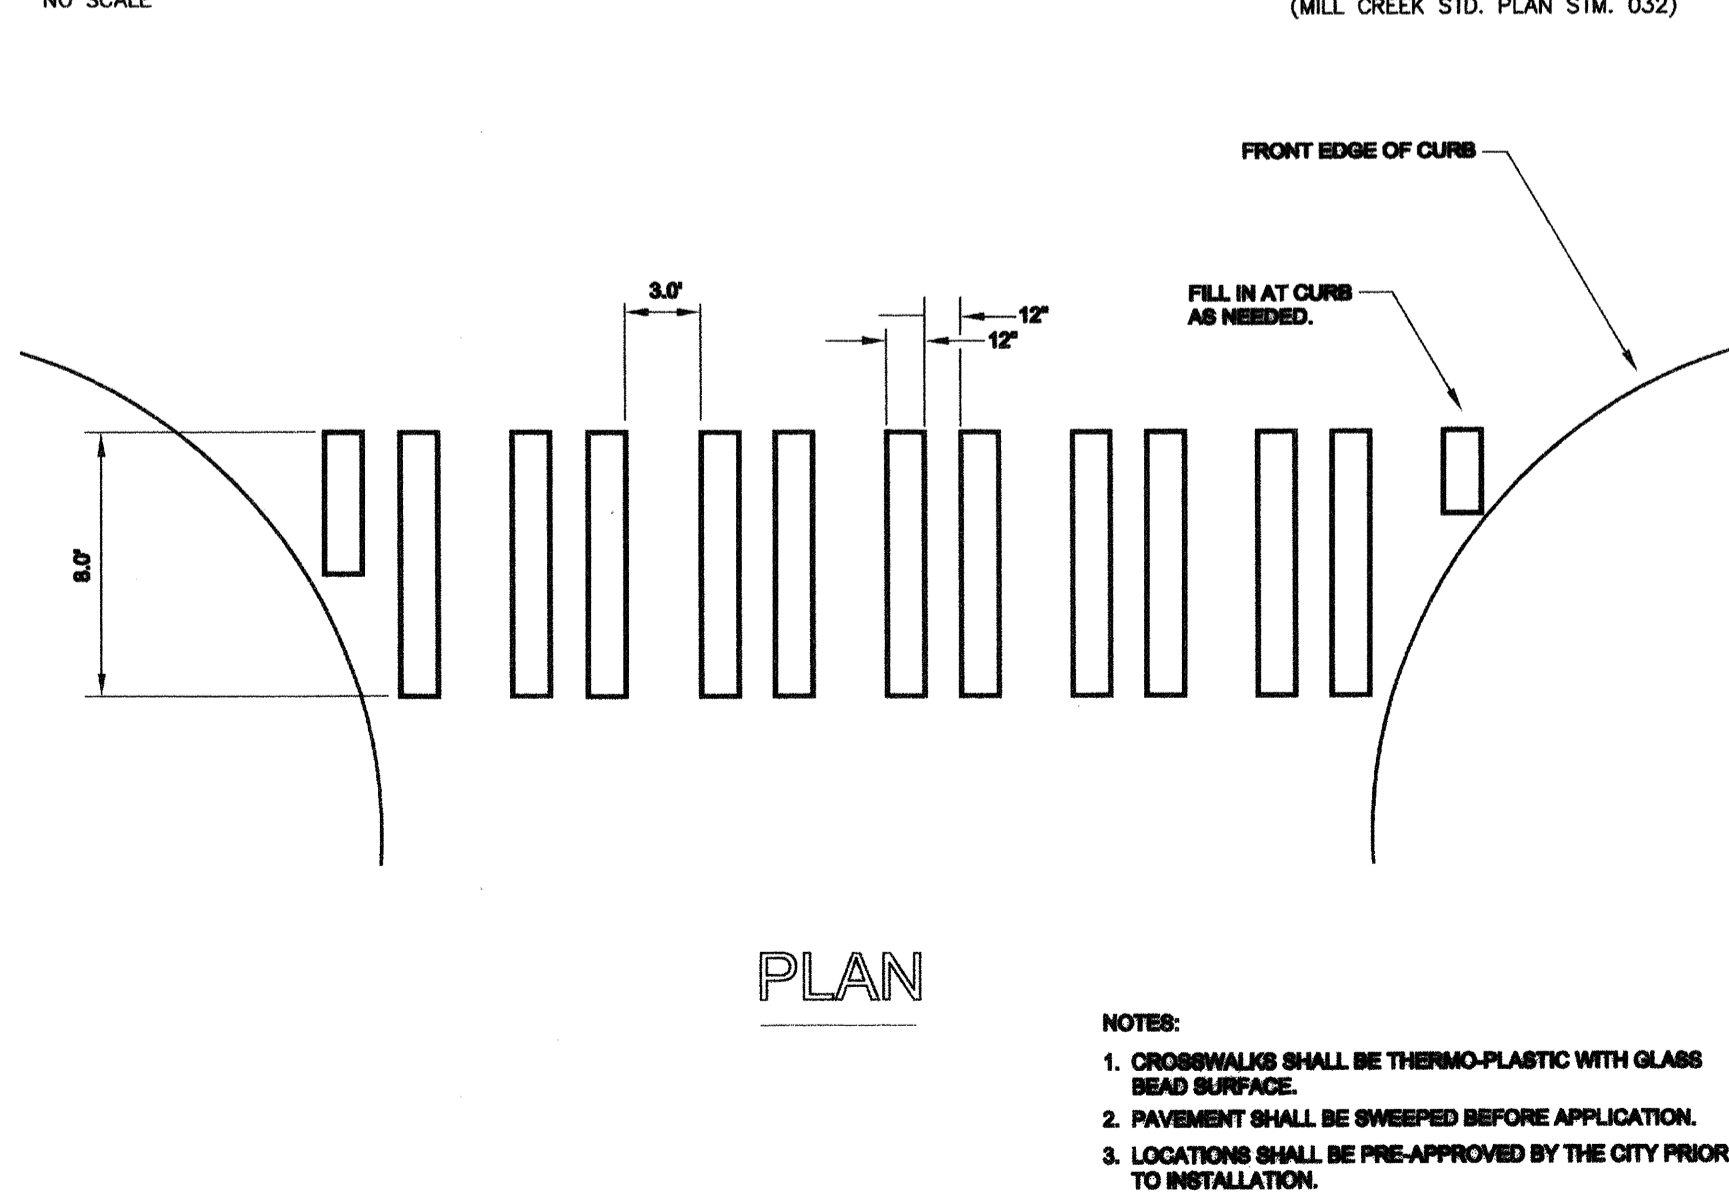 NO SCALE
(MILL CREEK STD. PLAN STM. 032)
FRONT EDGE OF CURB
3.0'
FILL IN AT CURB
AS NEEDED.
12"
12"
8.0'
PLAN
NOTES:
1. CROSSWALKS SHALL BE THERMO-PLASTIC WITH GLASS
BEAD SURFACE.
2. PAVEMENT SHALL BE SWEEPED BEFORE APPLICATION.
3. LOCATIONS SHALL BE PRE-APPROVED BY THE CITY PRIOR
TO INSTALLATION.